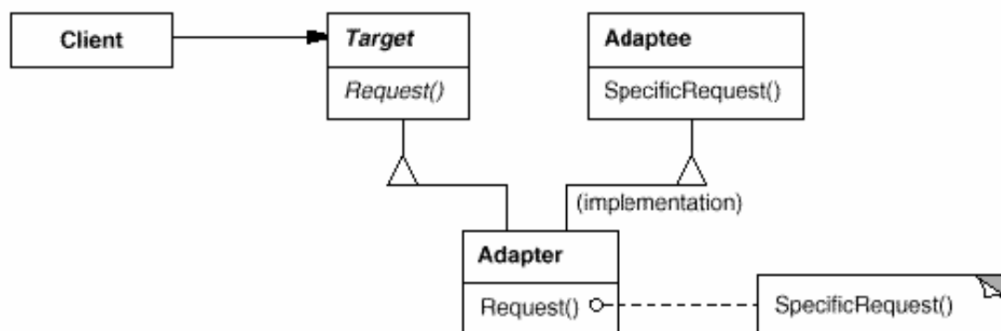 Client
Target
Request()
Adaptee
SpecificRequest()
(implementation)
Adapter
Request()
SpecificRequest()